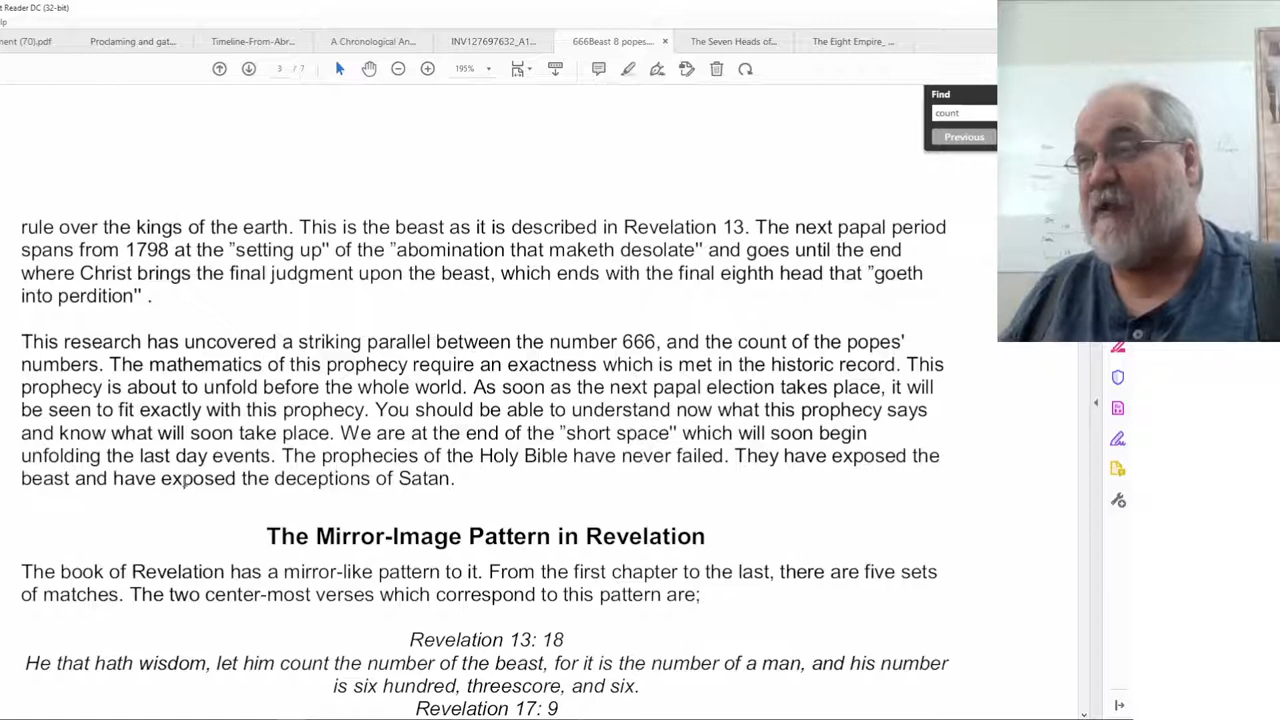 t Reader DC (32-bit)
lp
ment (70).pdf
Proclaming and gat...
Timeline-From-Abr...
A Chronological An...
INV127697632_A1...
666Beast 8 popes....
The Seven Heads of...
The Eight Empire_ ...
3 / 7
195%
Find
count
Previous
rule over the kings of the earth. This is the beast as it is described in Revelation 13. The next papal period
spans from 1798 at the "setting up" of the "abomination that maketh desolate" and goes until the end
where Christ brings the final judgment upon the beast, which ends with the final eighth head that "goeth
into perdition" .
This research has uncovered a striking parallel between the number 666, and the count of the popes'
numbers. The mathematics of this prophecy require an exactness which is met in the historic record. This
prophecy is about to unfold before the whole world. As soon as the next papal election takes place, it will
be seen to fit exactly with this prophecy. You should be able to understand now what this prophecy says
and know what will soon take place. We are at the end of the "short space" which will soon begin
unfolding the last day events. The prophecies of the Holy Bible have never failed. They have exposed the
beast and have exposed the deceptions of Satan.
The Mirror-Image Pattern in Revelation
The book of Revelation has a mirror-like pattern to it. From the first chapter to the last, there are five sets
of matches. The two center-most verses which correspond to this pattern are;
Revelation 13: 18
He that hath wisdom, let him count the number of the beast, for it is the number of a man, and his number
is six hundred, threescore, and six.
Revelation 17: 9